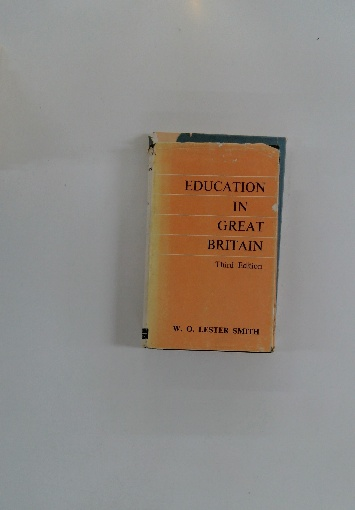 EDUCATION
IN
GREAT
BRITAIN
Third Edition
W. O. LESTER SMITH